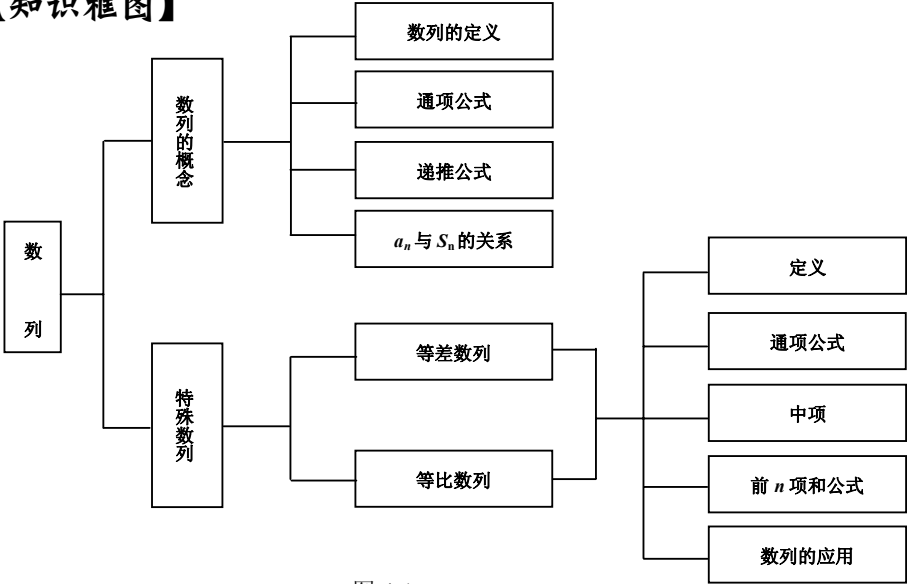 【知识框图】
数列
数列的概念
数列的定义
通项公式
递推公式
an与Sn的关系
特殊数列
等差数列
等比数列
定义
通项公式
中项
前 n 项和公式
数列的应用